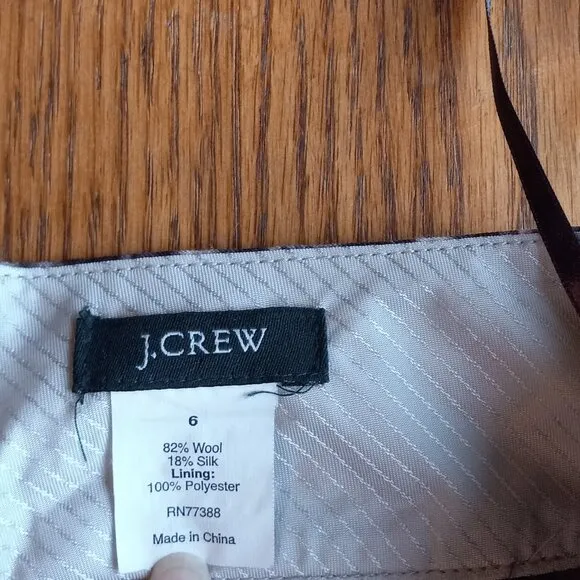 J.CREW
6
82% Wool
18% Silk
Lining:
100% Polyester
RN77388
Made in China